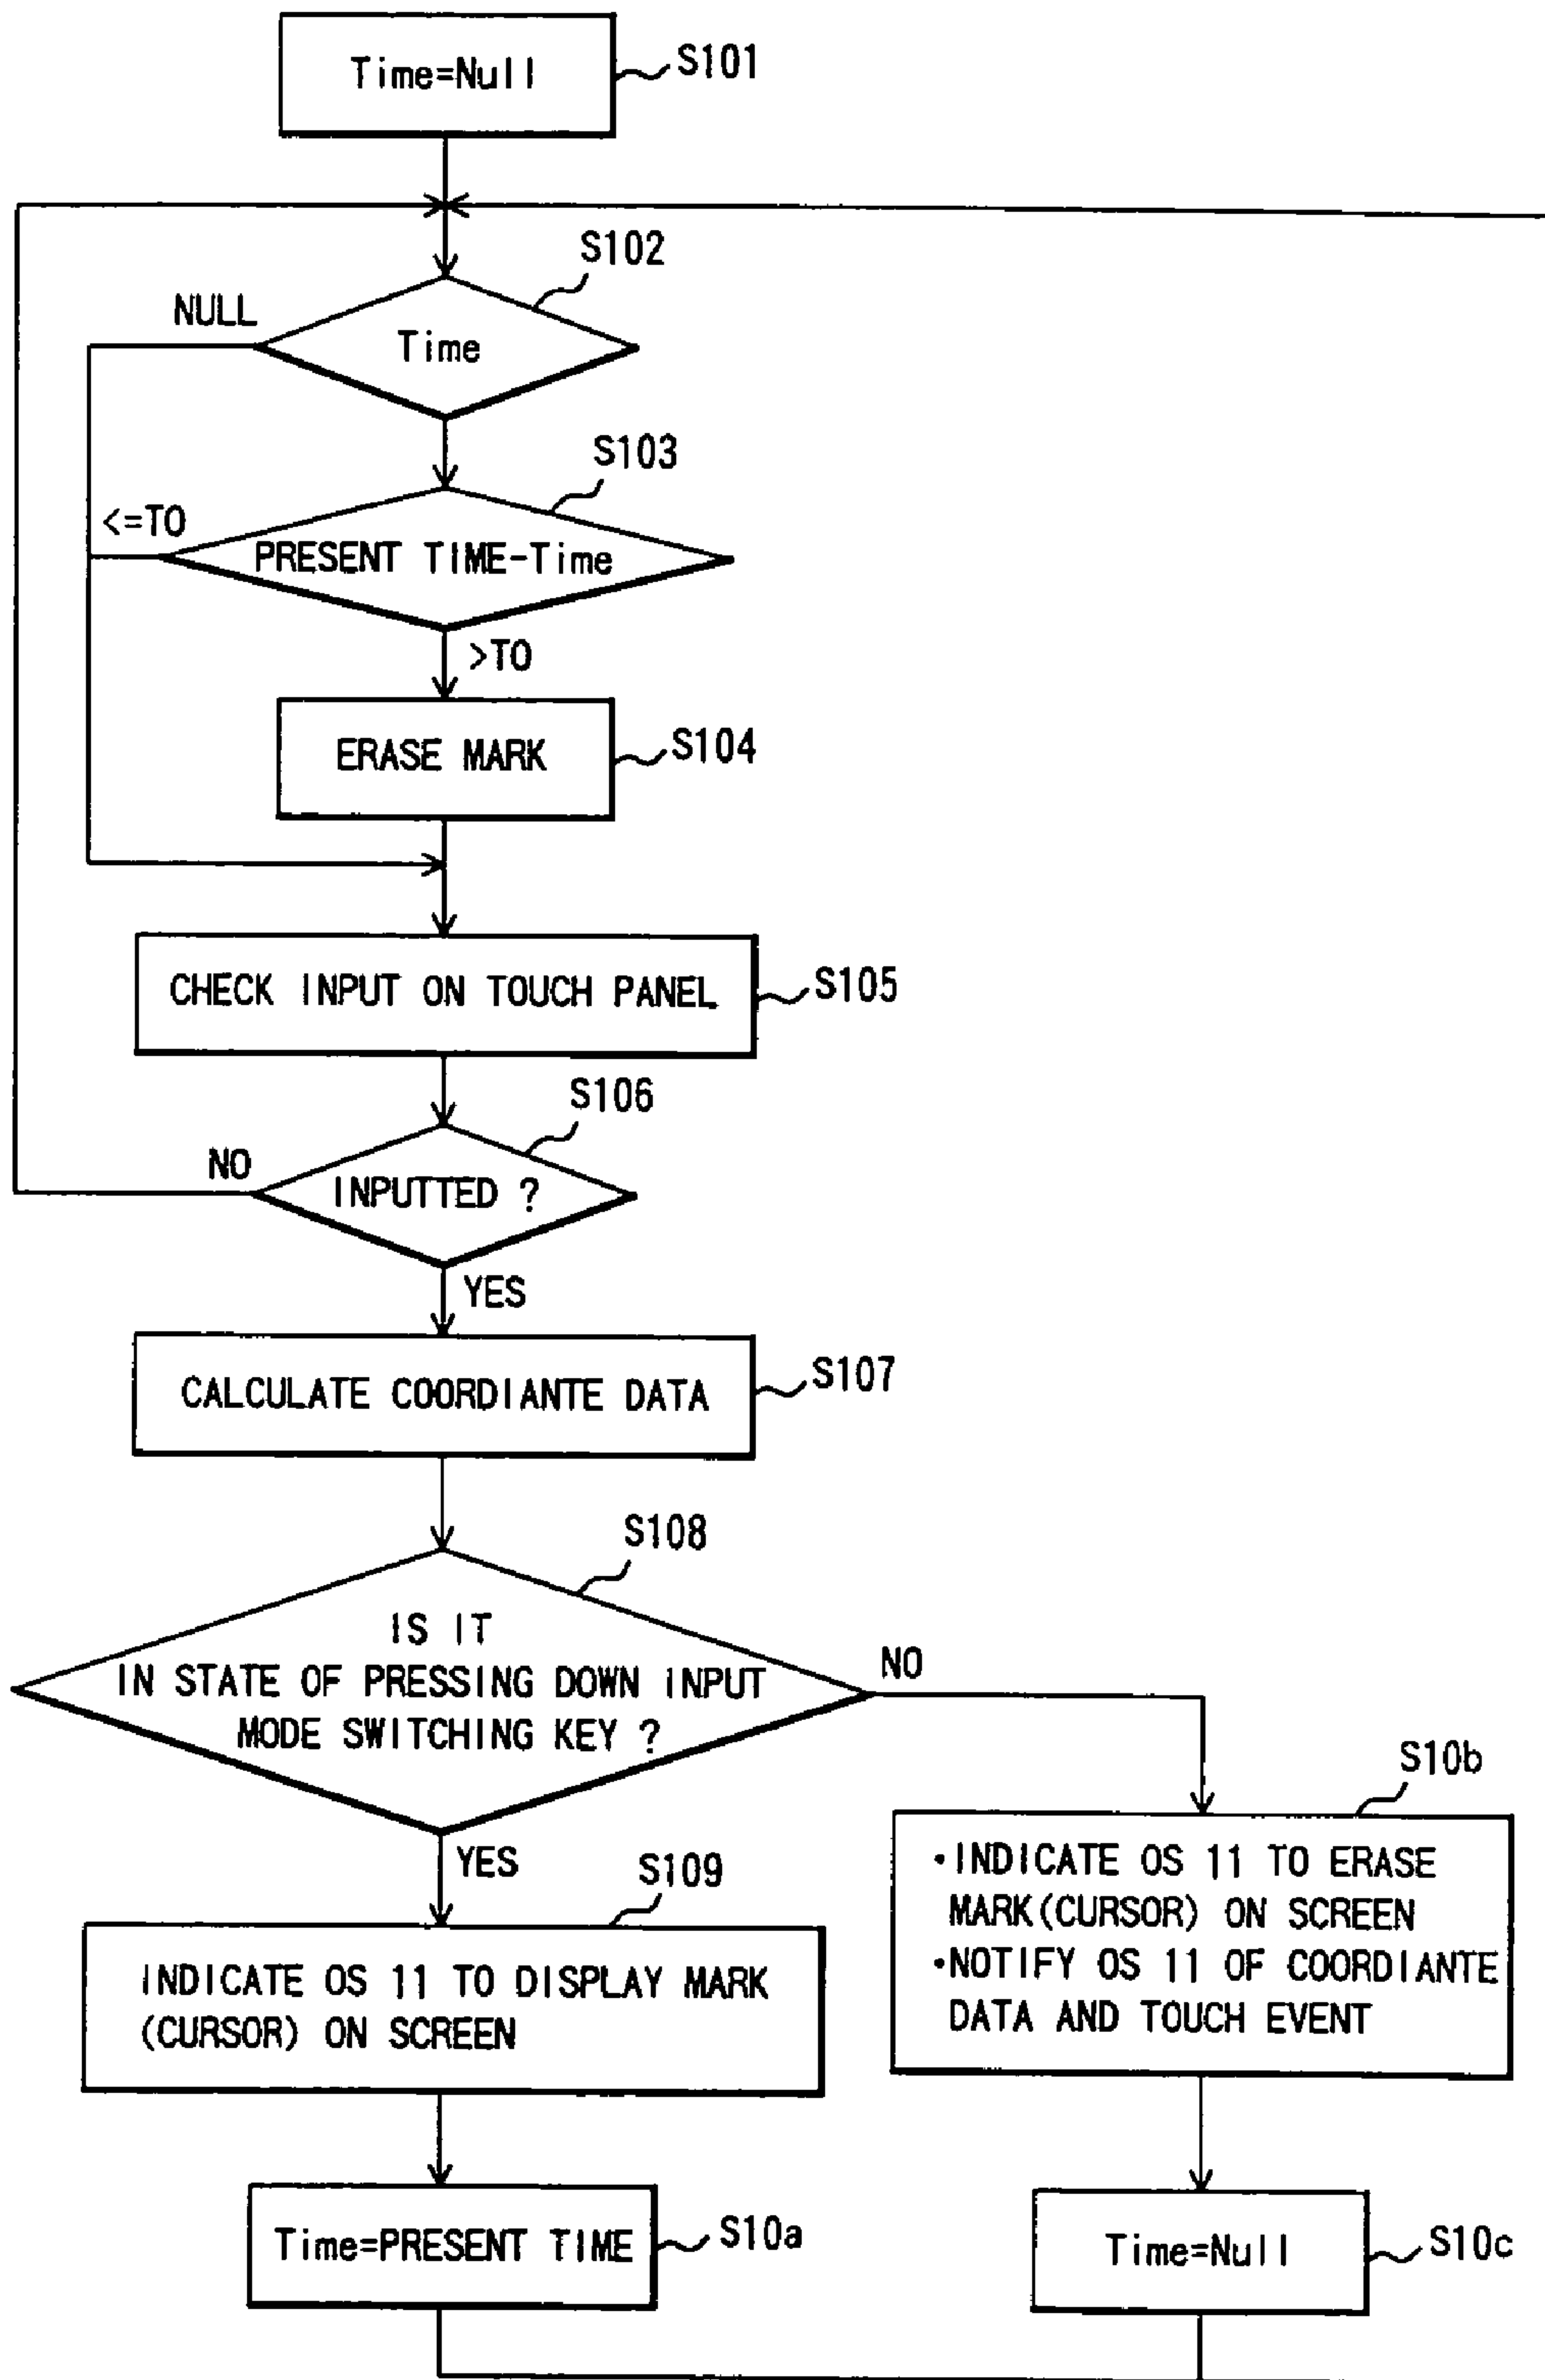 Time=Null
S101
S102
NULL
Time
S103
<=TO
PRESENT TIME-Time
>TO
ERASE MARK
S104
CHECK INPUT ON TOUCH PANEL
S105
S106
NO
INPUTTED ?
YES
CALCULATE COORDIANTE DATA
S107
S108
IS IT
IN STATE OF PRESSING DOWN INPUT
MODE SWITCHING KEY ?
NO
YES
S109
INDICATE OS 11 TO DISPLAY MARK
(CURSOR) ON SCREEN
S10b
•INDICATE OS 11 TO ERASE
MARK(CURSOR) ON SCREEN
•NOTIFY OS 11 OF COORDIANTE
DATA AND TOUCH EVENT
Time=PRESENT TIME
S10a
Time=Null
S10c